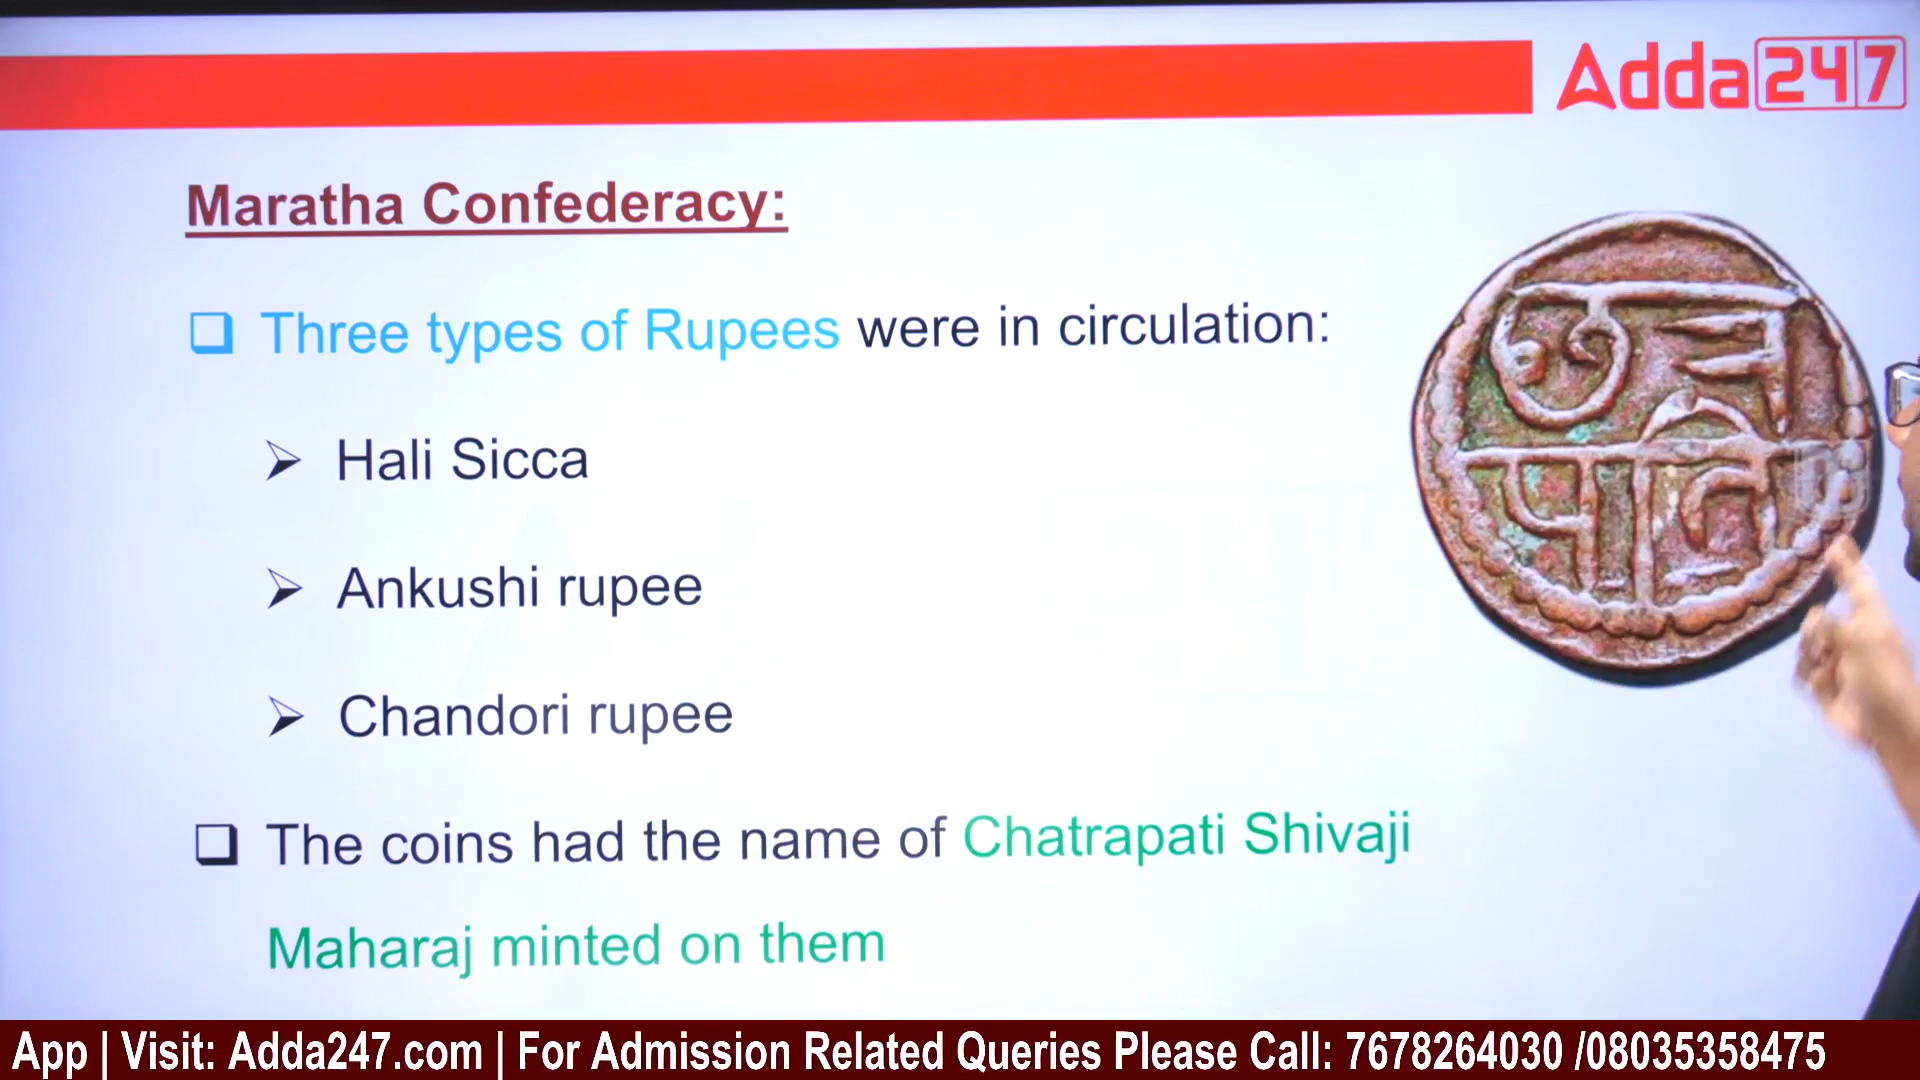 Adda247
Maratha Confederacy:
Three types of Rupees were in circulation:
Hali Sicca
Ankushi rupee
Chandori rupee
The coins had the name of Chatrapati Shivaji
Maharaj minted on them
छत्र
पति
App | Visit: Adda247.com | For Admission Related Queries Please Call: 7678264030 /08035358475